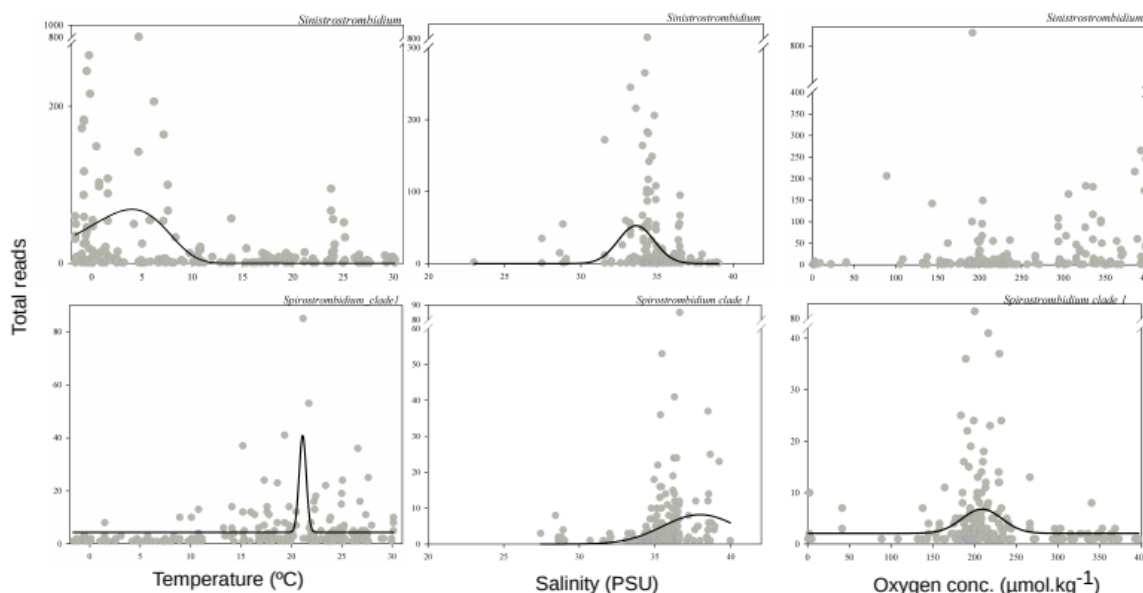 Sinistrostrombidium
Sinistrostrombidium
Sinistrostrombidium
1000
800
200
0
0 5 10 15 20 25 30
800
300
200
100
0
20 25 30 35 40
800
400
350
300
250
200
150
100
50
0
0 50 100 150 200 250 300 350 400
Total reads
Spirostrombidium clade1
Spirostrombidium clade 1
Spirostrombidium clade 1
80
60
40
20
0
0 5 10 15 20 25 30
90
80
60
50
40
30
20
10
0
20 25 30 35 40
80
40
30
20
10
0
0 50 100 150 200 250 300 350 400
Temperature (ºC)
Salinity (PSU)
Oxygen conc. (µmol.kg-1)